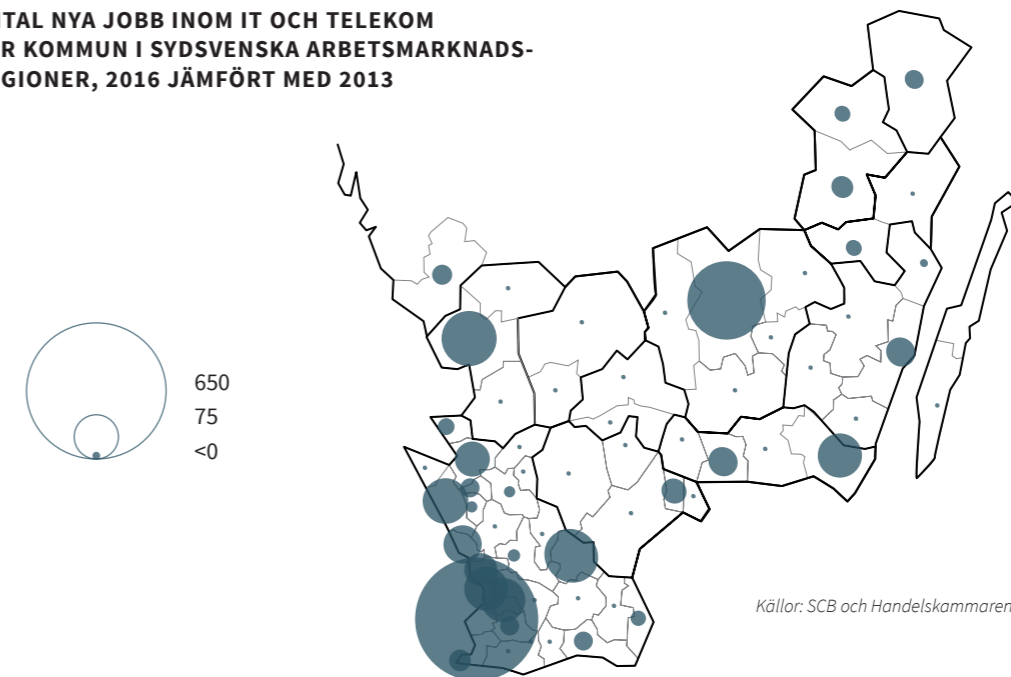 TAL NYA JOBB INOM IT OCH TELEKOM
R KOMMUN I SYDSVENSKA ARBETSMARKNADS-
GIONER, 2016 JÄMFÖRT MED 2013
650
75
<0
Källor: SCB och Handelskammaren